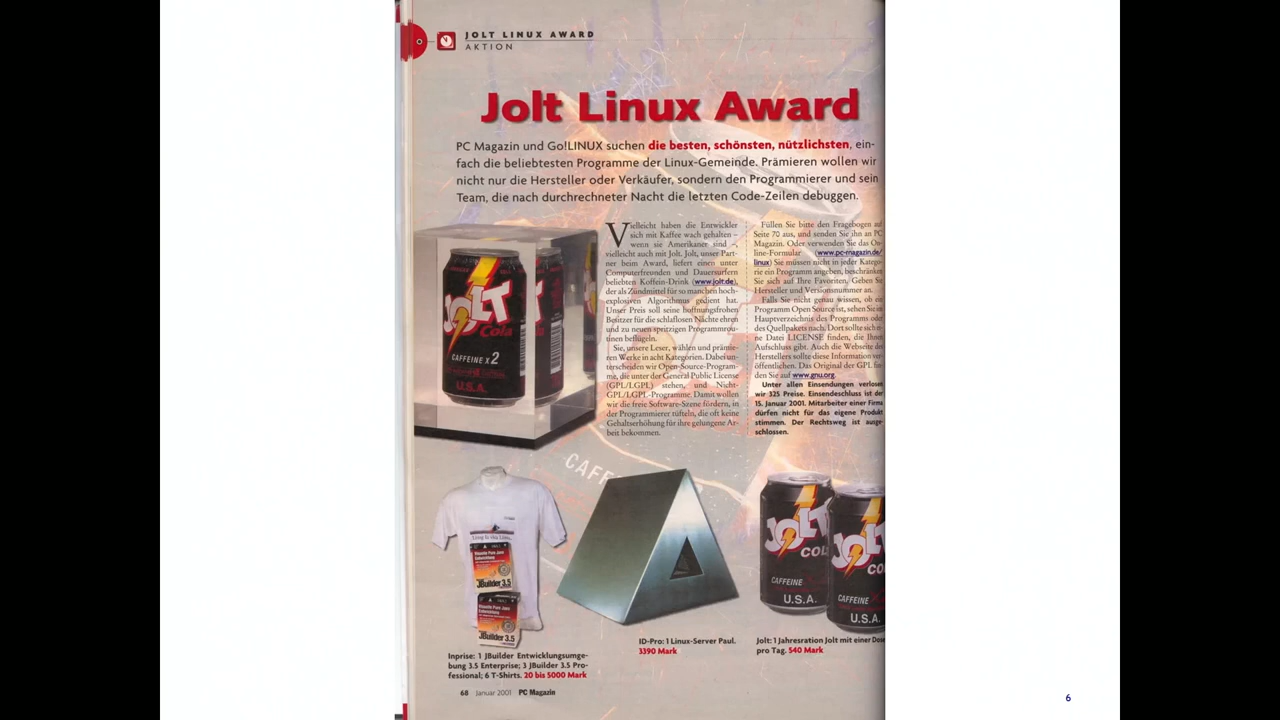 JOLT LINUX AWARD
AKTION
Jolt Linux Award
PC Magazin und Go!LINUX suchen die besten, schönsten, nützlichsten, ein-
fach die beliebtesten Programme der Linux-Gemeinde. Prämieren wollen wir
nicht nur die Hersteller oder Verkäufer, sondern den Programmierer und sein
Team, die nach durchrechneter Nacht die letzten Code-Zeilen debuggen.
Vielleicht haben die Entwickler
sich mit Kaffee wach gehalten –
wenn sie Amerikaner sind –,
vielleicht auch mit Jolt. Jolt, unser Part-
ner beim Award, liefert einen unter
Computerfreunden und Dauersurfern
beliebten Koffein-Drink (www.jolt.de),
der als Zündmittel für so manchen hoch-
explosiven Algorithmus gedient hat.
Unser Preis soll seine hoffnungsfrohen
Besitzer für die schlaflosen Nächte ehren
und zu neuen spritzigen Programmrou-
tinen beflügeln.
Sie, unsere Leser, wählen und prämie-
ren Werke in acht Kategorien. Dabei un-
terscheiden wir Open-Source-Program-
me, die unter der General Public License
(GPL/LGPL) stehen, und Nicht-
GPL/LGPL-Programme. Damit wollen
wir die freie Software-Szene fördern, in
der Programmierer tüfteln, die oft keine
Gehaltserhöhung für ihre gelungene Ar-
beit bekommen.
Füllen Sie bitte den Fragebogen auf
Seite 70 aus, und senden Sie ihn an PC
Magazin. Oder verwenden Sie das On-
line-Formular (www.pc-magazin.de/
linux) Sie müssen nicht in jeder Katego-
rie ein Programm angeben, beschränken
Sie sich auf Ihre Favoriten. Geben Sie
Hersteller und Versionsnummer an.
Falls Sie nicht genau wissen, ob ein
Programm Open Source ist, sehen Sie im
Hauptverzeichnis des Programms oder
des Quellpakets nach. Dort sollte sich ei-
ne Datei LICENSE finden, die Ihnen
Aufschluss gibt. Auch die Webseite des
Herstellers sollte diese Information ver-
öffentlichen. Das Original der GPL fin-
den Sie auf www.gnu.org.
Unter allen Einsendungen verlosen
wir 325 Preise. Einsendeschluss ist der
15. Januar 2001. Mitarbeiter einer Firma
dürfen nicht für das eigene Produkt
stimmen. Der Rechtsweg ist ausge-
schlossen.
JOLT
Cola
CAFFEINE X 2
U.S.A.
CAFF
JBuilder 3.5
JBuilder 3.5
JOLT
COLA
CAFFEINE
U.S.A.
JOLT
CAFFEINE
U.S.A.
Inprise: 1 JBuilder Entwicklungsumge-
bung 3.5 Enterprise; 3 JBuilder 3.5 Pro-
fessional; 6 T-Shirts. 20 bis 5000 Mark
ID-Pro: 1 Linux-Server Paul.
3390 Mark
Jolt: 1 Jahresration Jolt mit einer Dose
pro Tag. 540 Mark
68 Januar 2001 PC Magazin
6